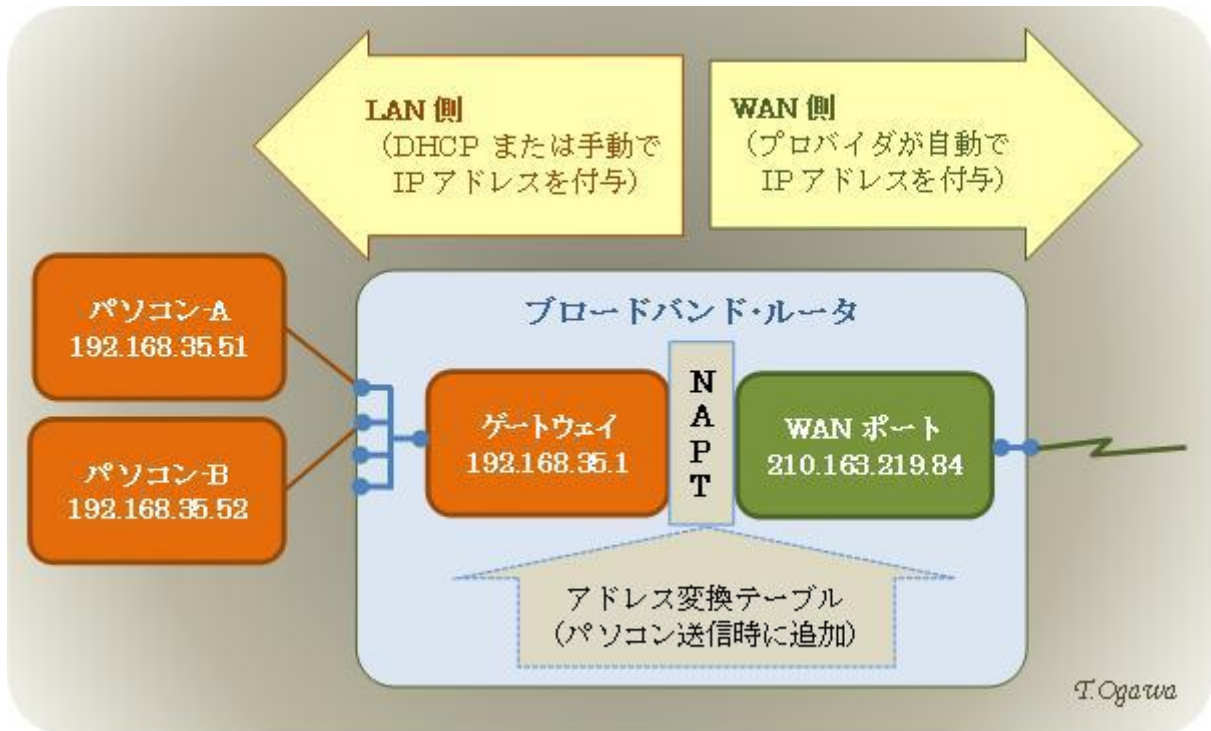 LAN 側
(DHCP または手動で
IP アドレスを付与)
WAN 側
(プロバイダが自動で
IP アドレスを付与)
パソコン-A
192.168.35.51
パソコン-B
192.168.35.52
ブロードバンド・ルータ
ゲートウェイ
192.168.35.1
NAPT
WAN ポート
210.163.219.84
アドレス変換テーブル
(パソコン送信時に追加)
T.Ogawa